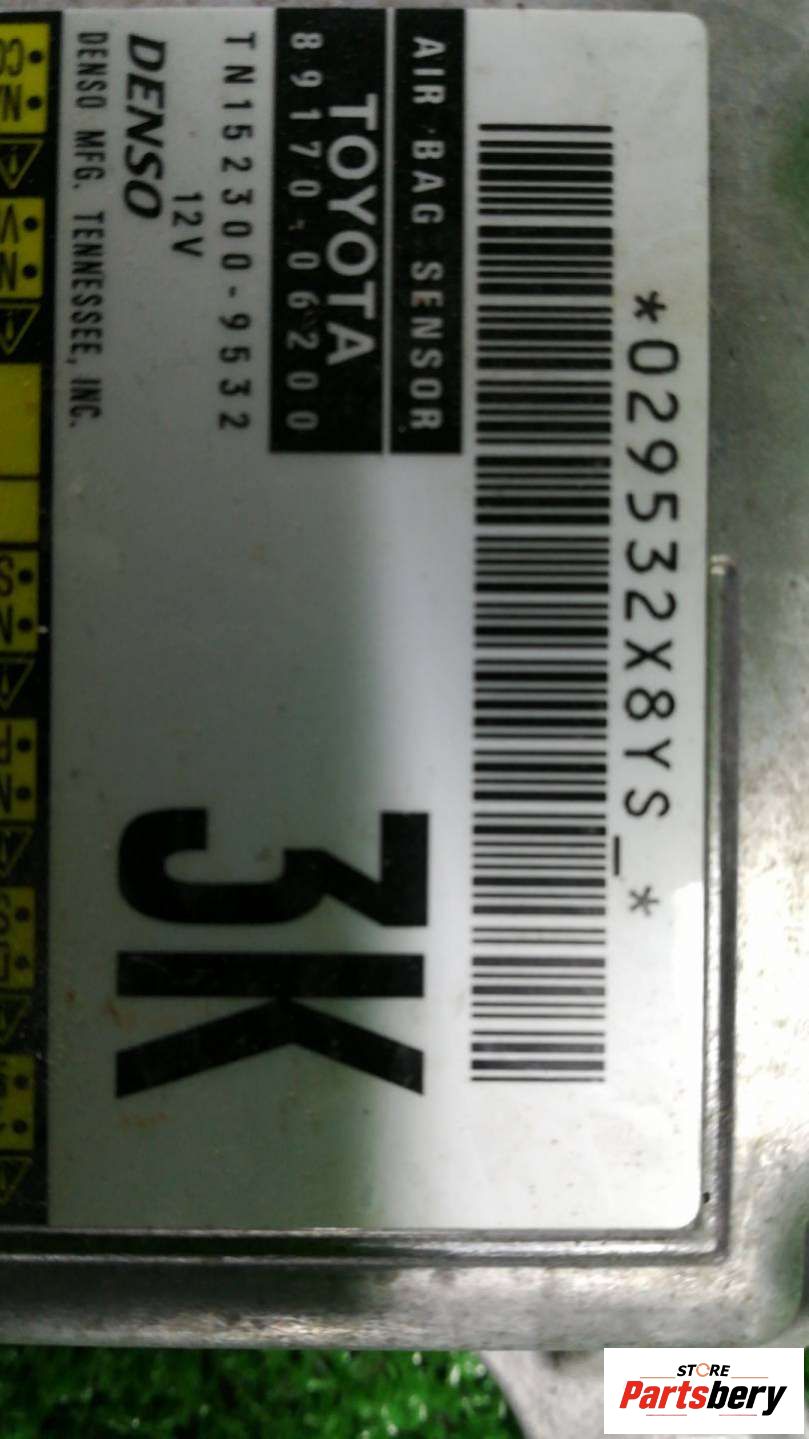 *029532X8YS_*
AIR BAG SENSOR
TOYOTA
89170-06200
TN152300-9532
12V
DENSO
DENSO MFG. TENNESSEE, INC.
3K
STORE
Partsbery